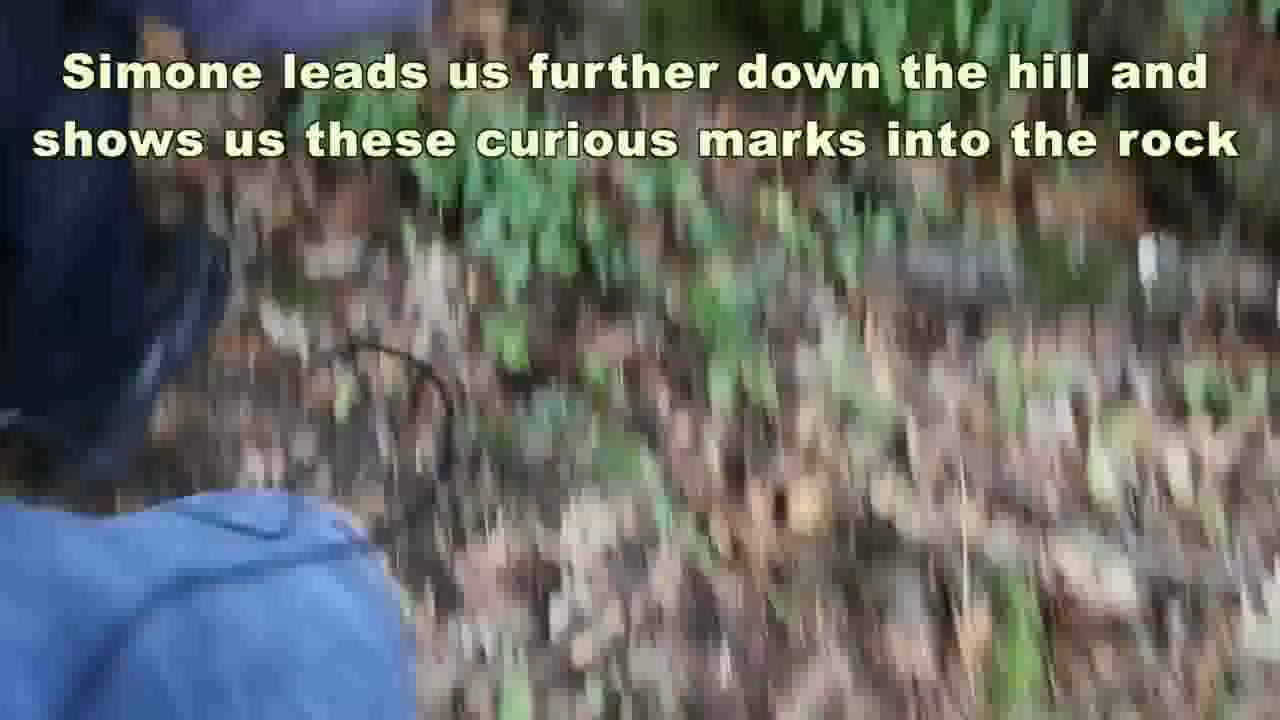 Simone leads us further down the hill and
shows us these curious marks into the rock